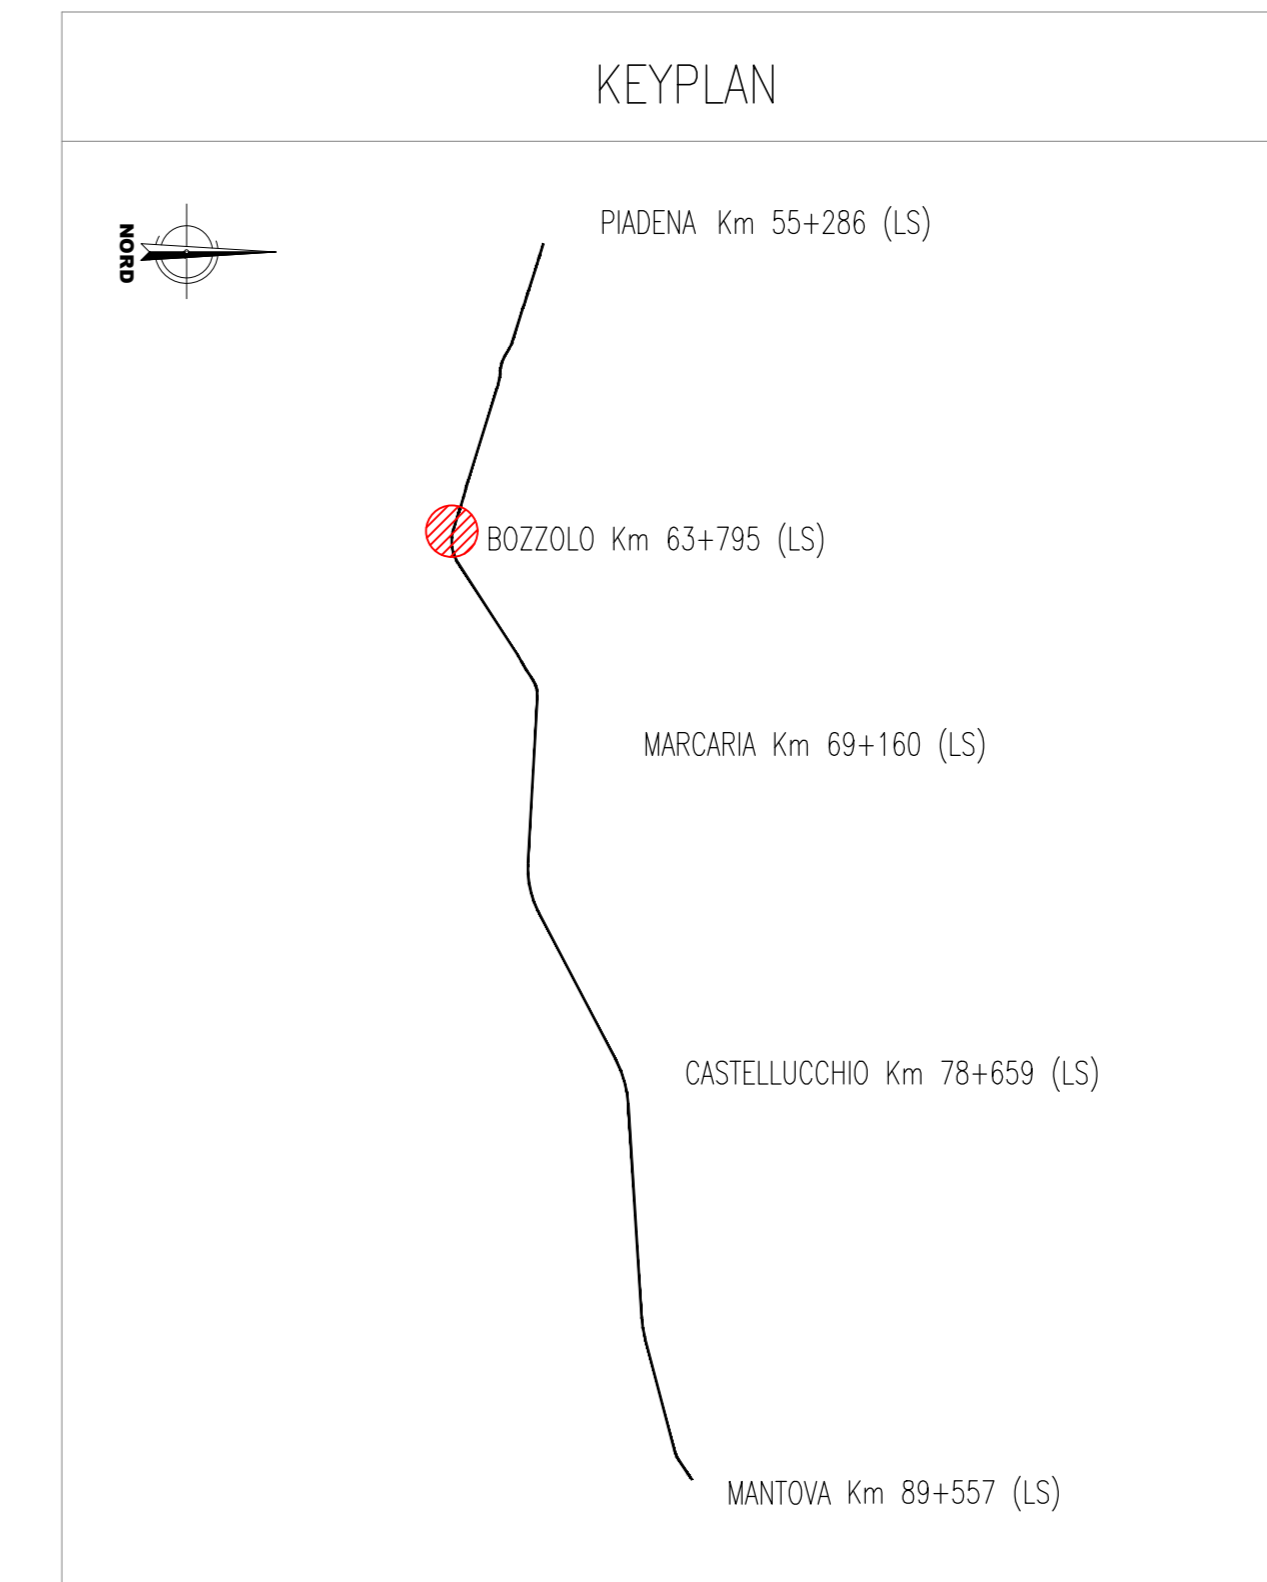 KEYPLAN
NORD
PIADENA Km 55+286 (LS)
BOZZOLO Km 63+795 (LS)
MARCARIA Km 69+160 (LS)
CASTELLUCCHIO Km 78+659 (LS)
MANTOVA Km 89+557 (LS)